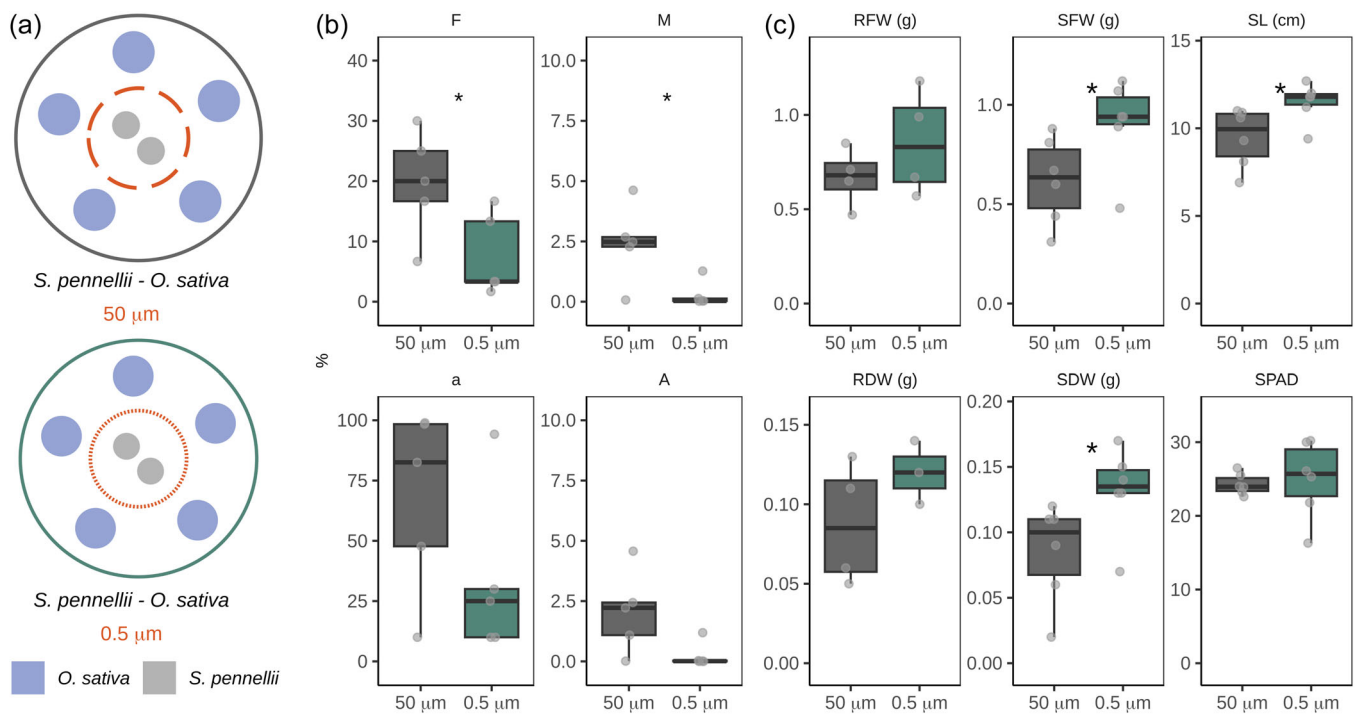 (a)
S. pennellii - O. sativa
50 μm
S. pennellii - O. sativa
0.5 μm
O. sativa
S. pennellii
(b)
%
F
40
30
20
10
0
*
50 μm
0.5 μm
M
10.0
7.5
5.0
2.5
0.0
*
50 μm
0.5 μm
a
100
75
50
25
0
50 μm
0.5 μm
A
10.0
7.5
5.0
2.5
0.0
50 μm
0.5 μm
(c)
RFW (g)
1.0
0.5
0.0
50 μm
0.5 μm
SFW (g)
1.0
0.5
0.0
*
50 μm
0.5 μm
SL (cm)
15
10
5
0
*
50 μm
0.5 μm
RDW (g)
0.15
0.10
0.05
0.00
50 μm
0.5 μm
SDW (g)
0.20
0.15
0.10
0.05
0.00
*
50 μm
0.5 μm
SPAD
30
20
10
0
50 μm
0.5 μm